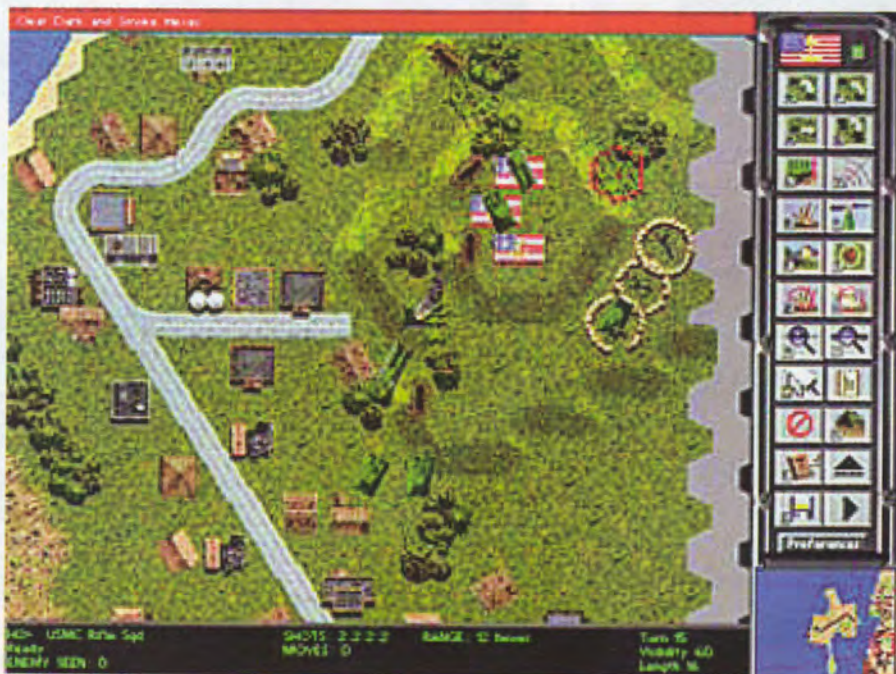 Clear Dark and Smoke Hexes
USMC Rifle Sqd
Ready
ENEMY SEEN: 0
SHOTS 2 2 2 2
MOVES 0
RANGE: 12 hexes
Turn 15
Visibility 60
Length 16
Preferences